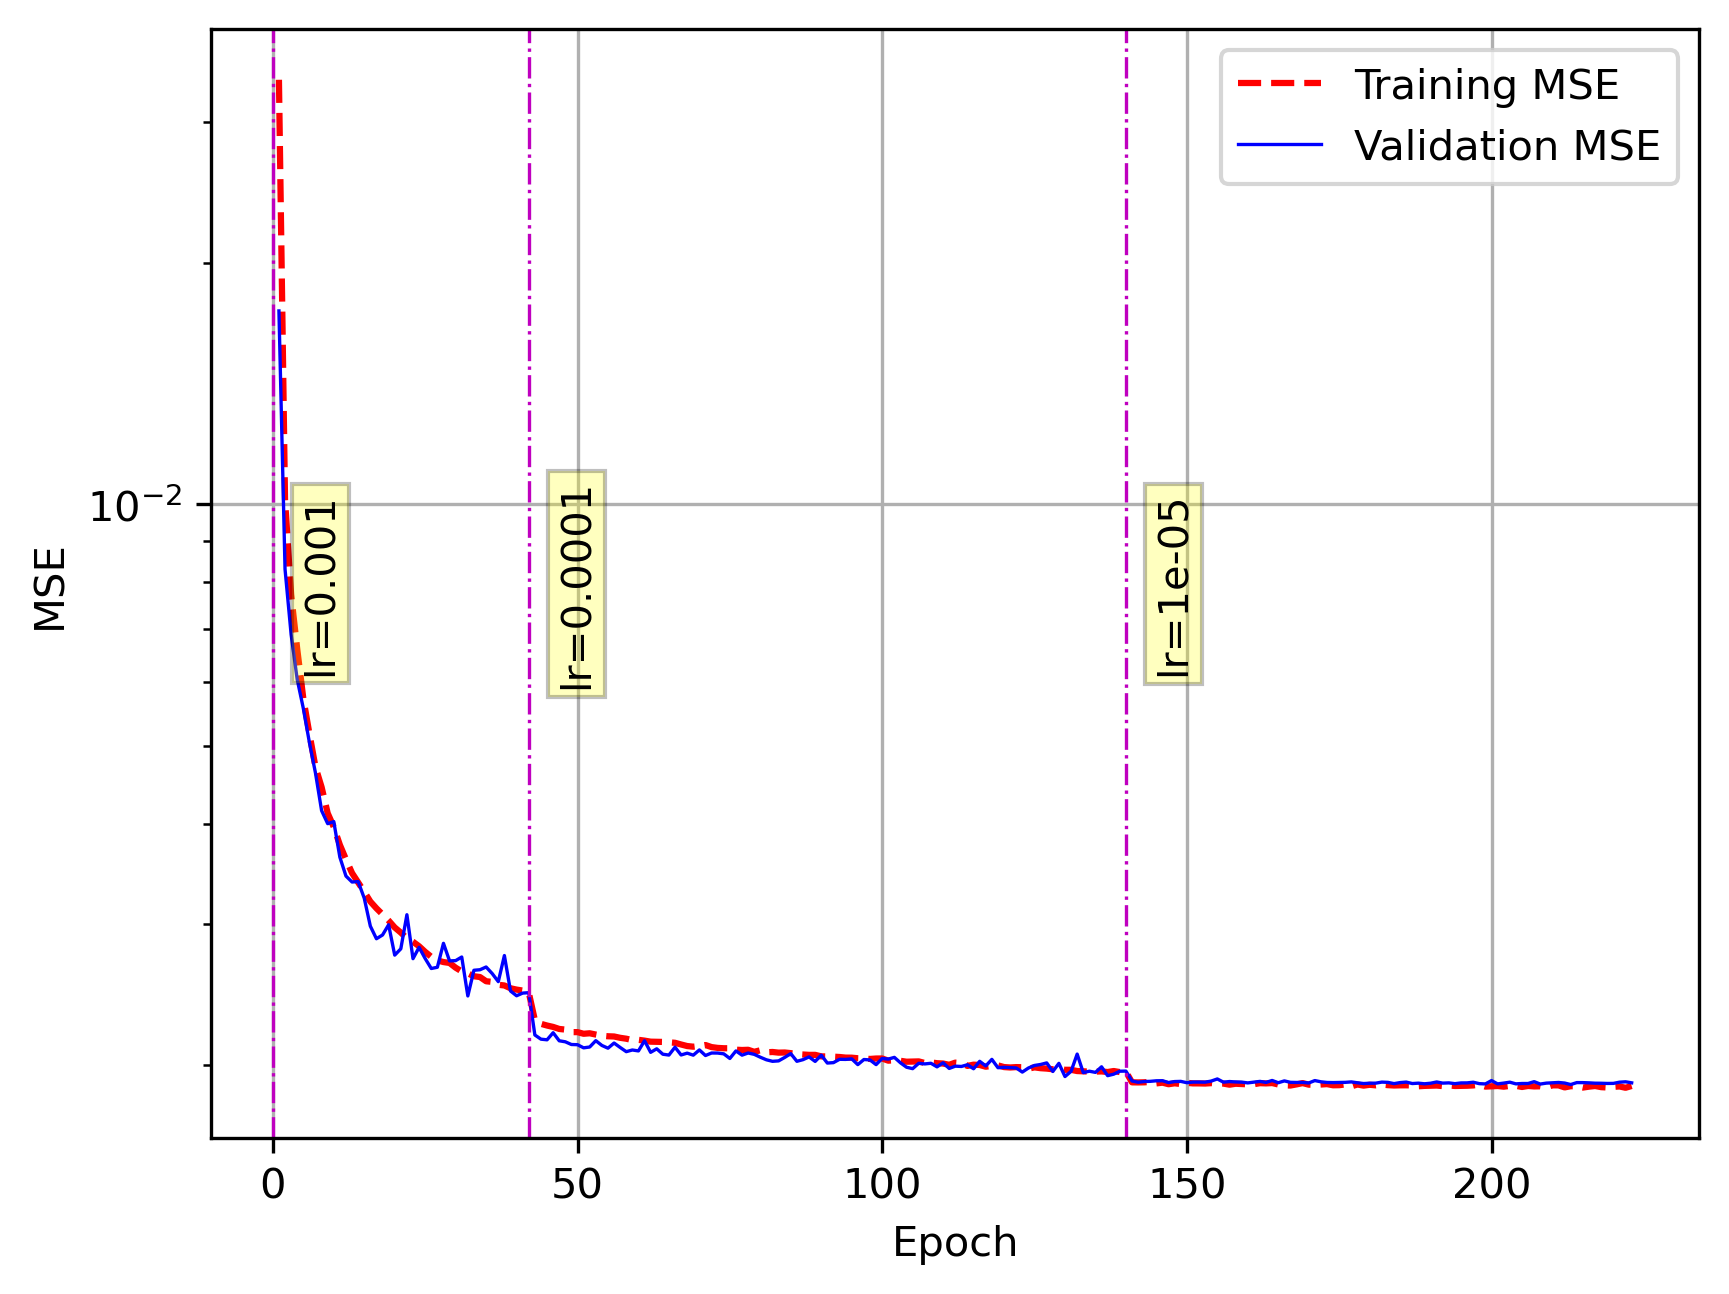 Training MSE
Validation MSE
10⁻²
MSE
lr=0.001
lr=0.0001
lr=1e-05
0
50
100
150
200
Epoch